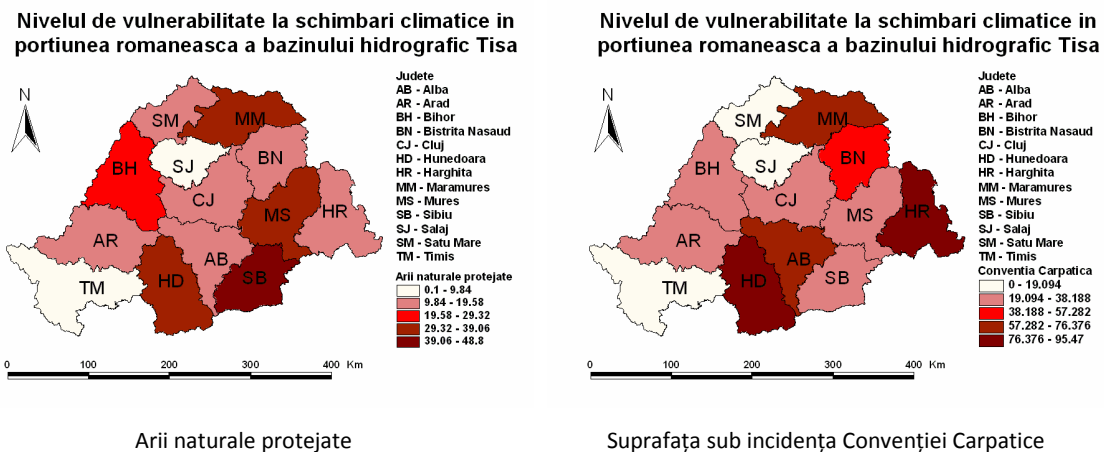 Nivelul de vulnerabilitate la schimbari climatice in
portiunea romaneasca a bazinului hidrografic Tisa
N
SM
MM
SJ
BH
BN
CJ
MS
HR
AR
AB
SB
HD
TM
Judete
AB - Alba
AR - Arad
BH - Bihor
BN - Bistrita Nasaud
CJ - Cluj
HD - Hunedoara
HR - Harghita
MM - Maramures
MS - Mures
SB - Sibiu
SJ - Salaj
SM - Satu Mare
TM - Timis
Arii naturale protejate
0.1 - 9.84
9.84 - 19.58
19.58 - 29.32
29.32 - 39.06
39.06 - 48.8
0 100 200 300 400 Km
Arii naturale protejate
Nivelul de vulnerabilitate la schimbari climatice in
portiunea romaneasca a bazinului hidrografic Tisa
N
SM
MM
SJ
BH
BN
CJ
MS
HR
AR
AB
SB
HD
TM
Judete
AB - Alba
AR - Arad
BH - Bihor
BN - Bistrita Nasaud
CJ - Cluj
HD - Hunedoara
HR - Harghita
MM - Maramures
MS - Mures
SB - Sibiu
SJ - Salaj
SM - Satu Mare
TM - Timis
Conventia Carpatica
0 - 19.094
19.094 - 38.188
38.188 - 57.282
57.282 - 76.376
76.376 - 95.47
0 100 200 300 400 Km
Suprafața sub incidența Convenției Carpatice